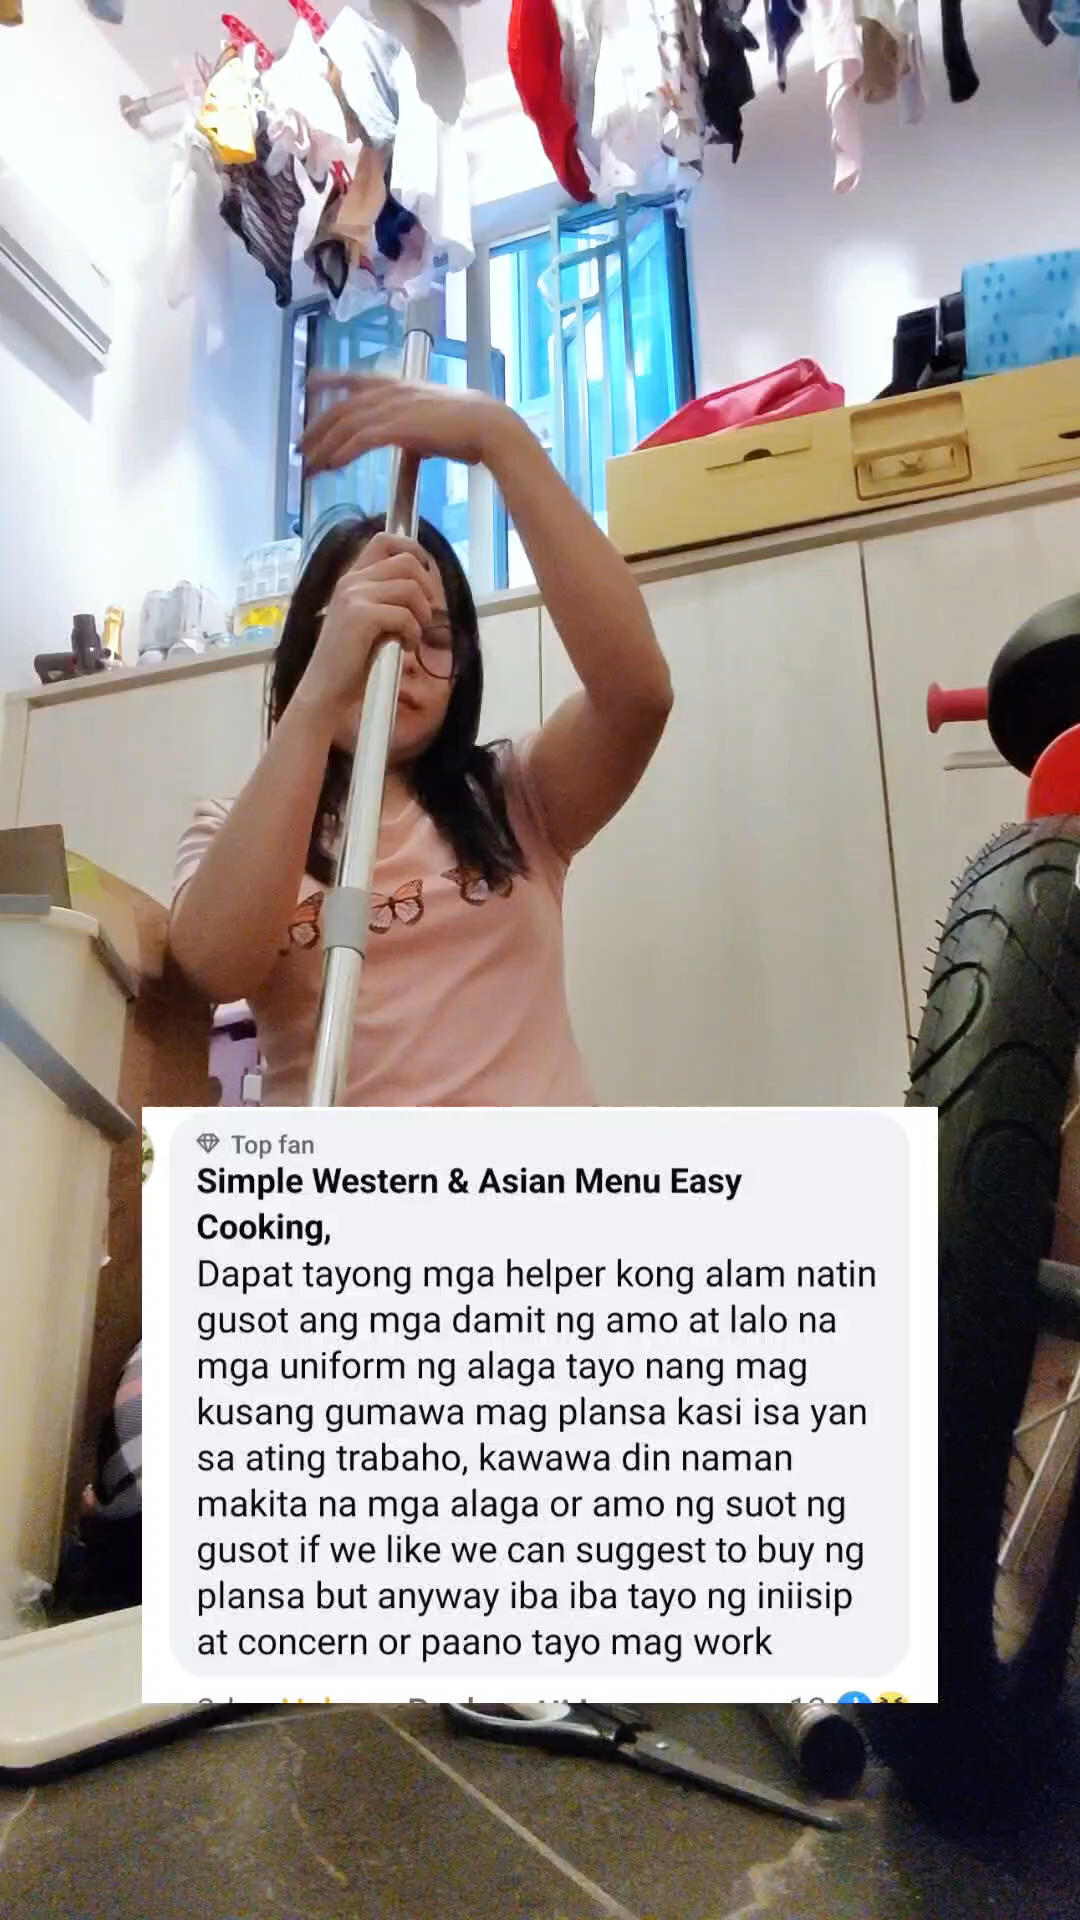 Top fan
Simple Western & Asian Menu Easy
Cooking,
Dapat tayong mga helper kong alam natin
gusot ang mga damit ng amo at lalo na
mga uniform ng alaga tayo nang mag
kusang gumawa mag plansa kasi isa yan
sa ating trabaho, kawawa din naman
makita na mga alaga or amo ng suot ng
gusot if we like we can suggest to buy ng
plansa but anyway iba iba tayo ng iniisip
at concern or paano tayo mag work